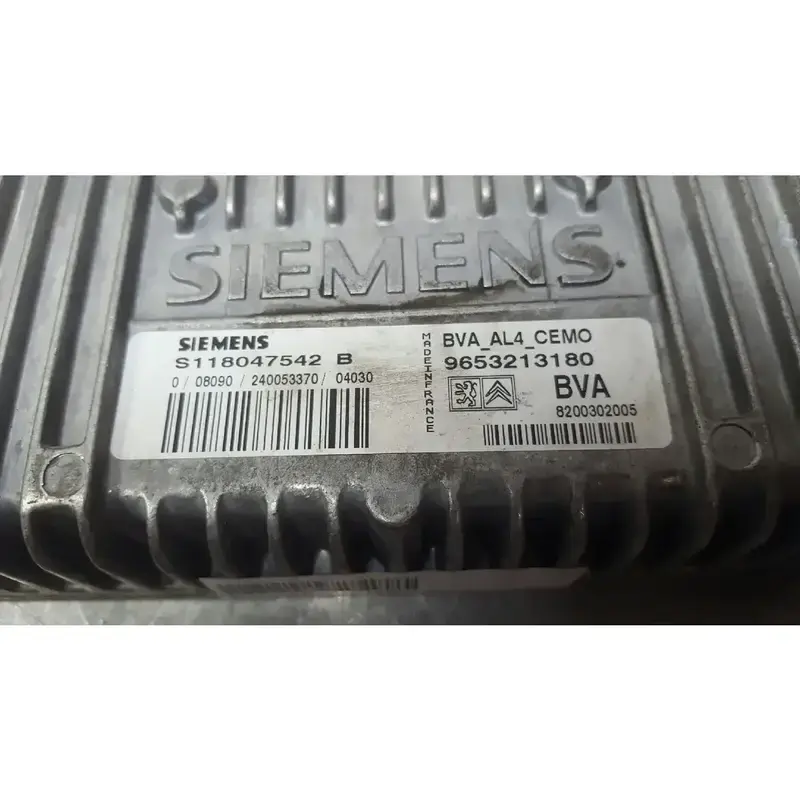 SIEMENS
SIEMENS
S118047542 B
0/ 08090 / 240053370/ 04030
MADEINFRANCE
BVA_AL4_CEMO
9653213180
BVA
8200302005